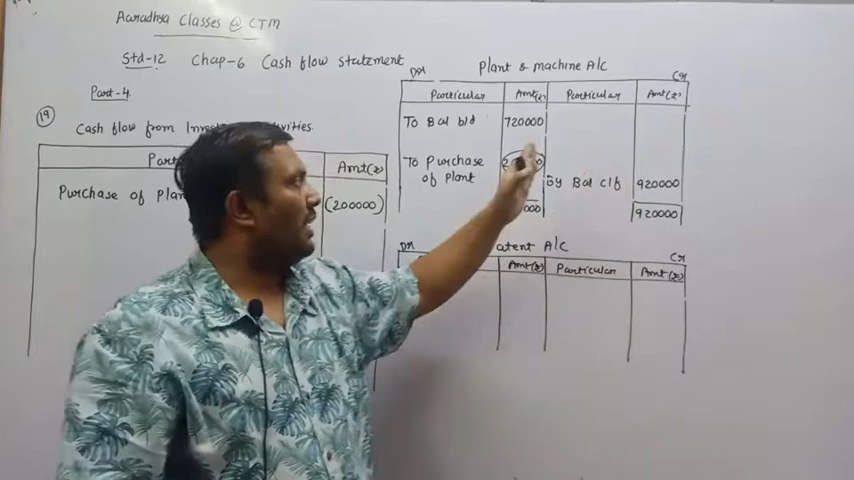 Aaradhya Classes @ CTM
Std-12 Chap-6 Cash flow statement
Part-4
19
Cash flow from Activities
Amt(₹)
Purchase of Plan
(200000)
Plant & machine A/c
Dr Cr
Particular Amt(₹) Particular Amt(₹)
To Bal b/d 720000
To Purchase
of Plant
By Bal c/f 920000
920000
Dr atent A/c Cr
Amt(₹) Particular Amt(₹)